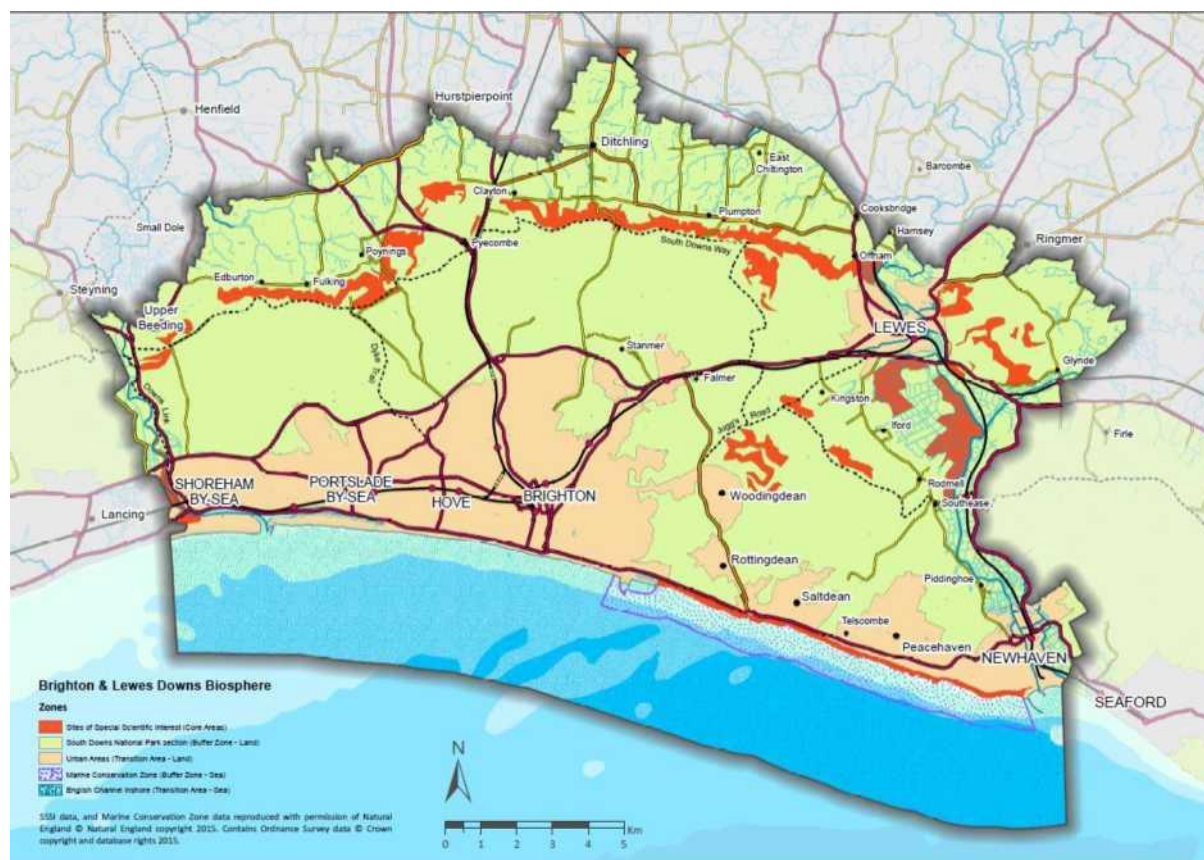 Hurstpierpoint
Henfield
Ditchling
East
Chiltington
Barcombe
Clayton
Plumpton
Cooksbridge
Hamsey
Small Dole
Ringmer
Poynings
Pyecombe
South Downs Way
Offham
Steyning
Edburton
Fulking
Upper
Beeding
LEWES
Stanmer
Dyke Trail
Glynde
Falmer
Downs Link
Kingston
Jugg's Road
Iford
Firle
SHOREHAM
BY-SEA
PORTSLADE
BY-SEA
HOVE
BRIGHTON
Woodingdean
Rodmell
Southease
Lancing
Rottingdean
Piddinghoe
Saltdean
Telscombe
Peacehaven
NEWHAVEN
SEAFORD
Brighton & Lewes Downs Biosphere
Zones
Sites of Special Scientific Interest (Core Areas)
South Downs National Park section (Buffer Zone - Land)
Urban Areas (Transition Area - Land)
Marine Conservation Zone (Buffer Zone - Sea)
English Channel Inshore (Transition Area - Sea)
SSSI data, and Marine Conservation Zone data reproduced with permission of Natural
England © Natural England copyright 2015. Contains Ordnance Survey data © Crown
copyright and database rights 2015.
N
Km
0 1 2 3 4 5